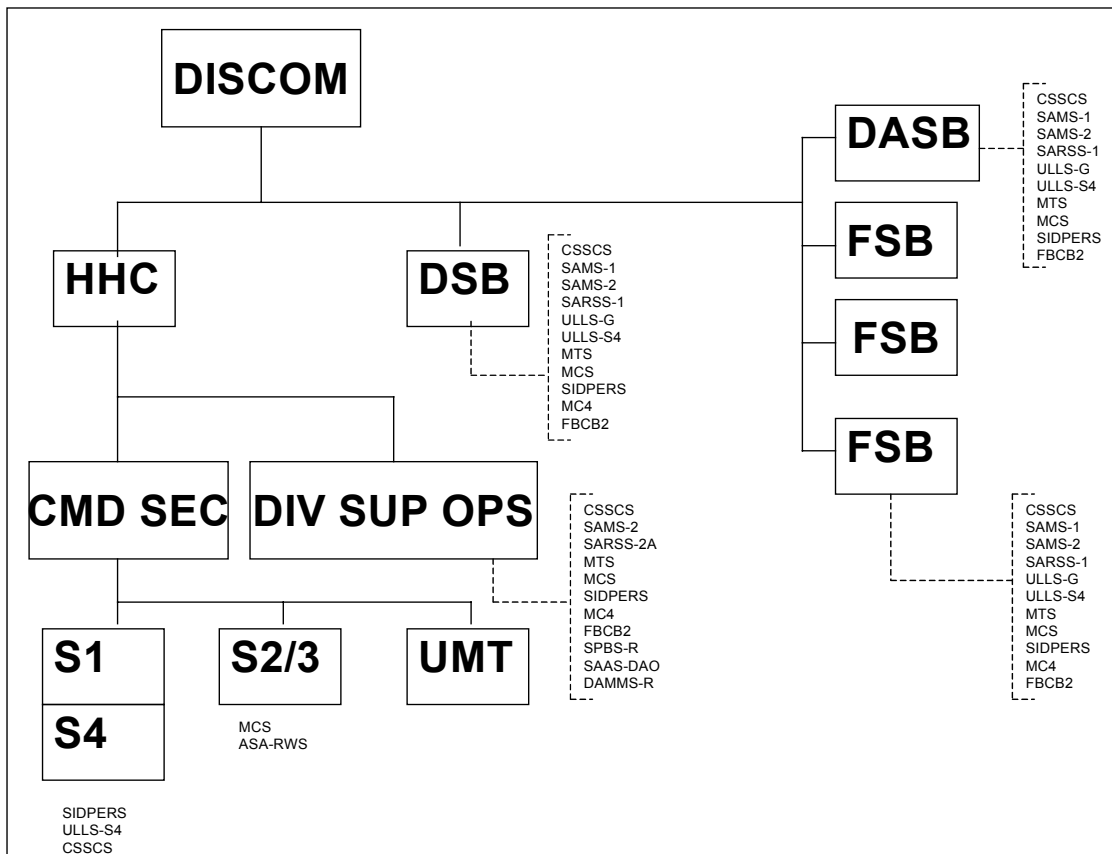 DISCOM
DASB
CSSCS
SAMS-1
SAMS-2
SARSS-1
ULLS-G
ULLS-S4
MTS
MCS
SIDPERS
FBCB2
FSB
FSB
FSB
CSSCS
SAMS-1
SAMS-2
SARSS-1
ULLS-G
ULLS-S4
MTS
MCS
SIDPERS
MC4
FBCB2
HHC
DSB
CSSCS
SAMS-1
SAMS-2
SARSS-1
ULLS-G
ULLS-S4
MTS
MCS
SIDPERS
MC4
FBCB2
CMD SEC
DIV SUP OPS
CSSCS
SAMS-2
SARSS-2A
MTS
MCS
SIDPERS
MC4
FBCB2
SPBS-R
SAAS-DAO
DAMMS-R
S1
S4
SIDPERS
ULLS-S4
CSSCS
S2/3
MCS
ASA-RWS
UMT